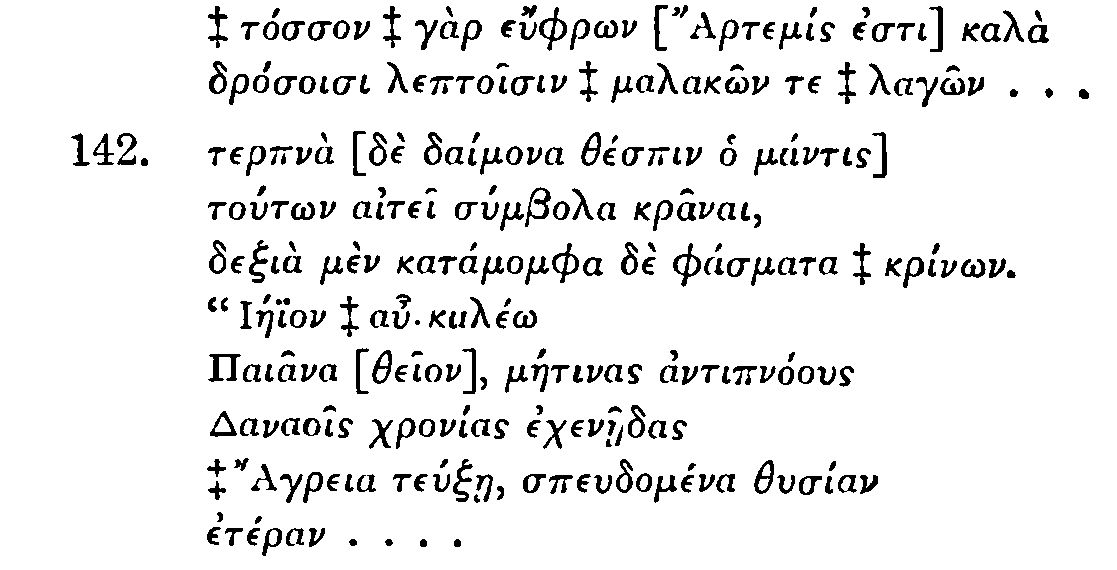 ‡ τόσσον ‡ γὰρ εὔφρων [Ἄρτεμίς ἐστι] καλὰ
δρόσοισι λεπτοῖσιν ‡ μαλακῶν τε ‡ λαγῶν . . .
142. τερπνὰ [δὲ δαίμονα θέσπιν ὁ μάντις]
τούτων αἰτεῖ σύμβολα κρᾶναι,
δεξιὰ μὲν κατάμομφα δὲ φάσματα ‡ κρίνων.
“Ἰήϊον ‡ αὖ· καλέω
Παιᾶνα [θεῖον], μήτινας ἀντιπνόους
Δαναοῖς χρονίας ἐχενῇδας
‡ Ἄγρεια τεύξῃ, σπευδομένα θυσίαν
ἑτέραν . . . .